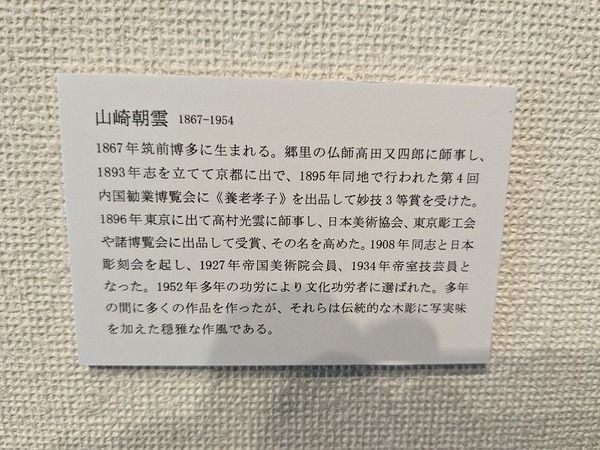 山崎朝雲 1867-1954
1867年筑前博多に生まれる。郷里の仏師高田又四郎に師事し、
1893年志を立てて京都に出で、1895年同地で行われた第4回
内国勧業博覧会に《養老孝子》を出品して妙技3等賞を受けた。
1896年東京に出て高村光雲に師事し、日本美術協会、東京彫工会
や諸博覧会に出品して受賞、その名を高めた。1908年同志と日本
彫刻会を起し、1927年帝国美術院会員、1934年帝室技芸員と
なった。1952年多年の功労により文化功労者に選ばれた。多年
の間に多くの作品を作ったが、それらは伝統的な木彫に写実味
を加えた穏雅な作風である。